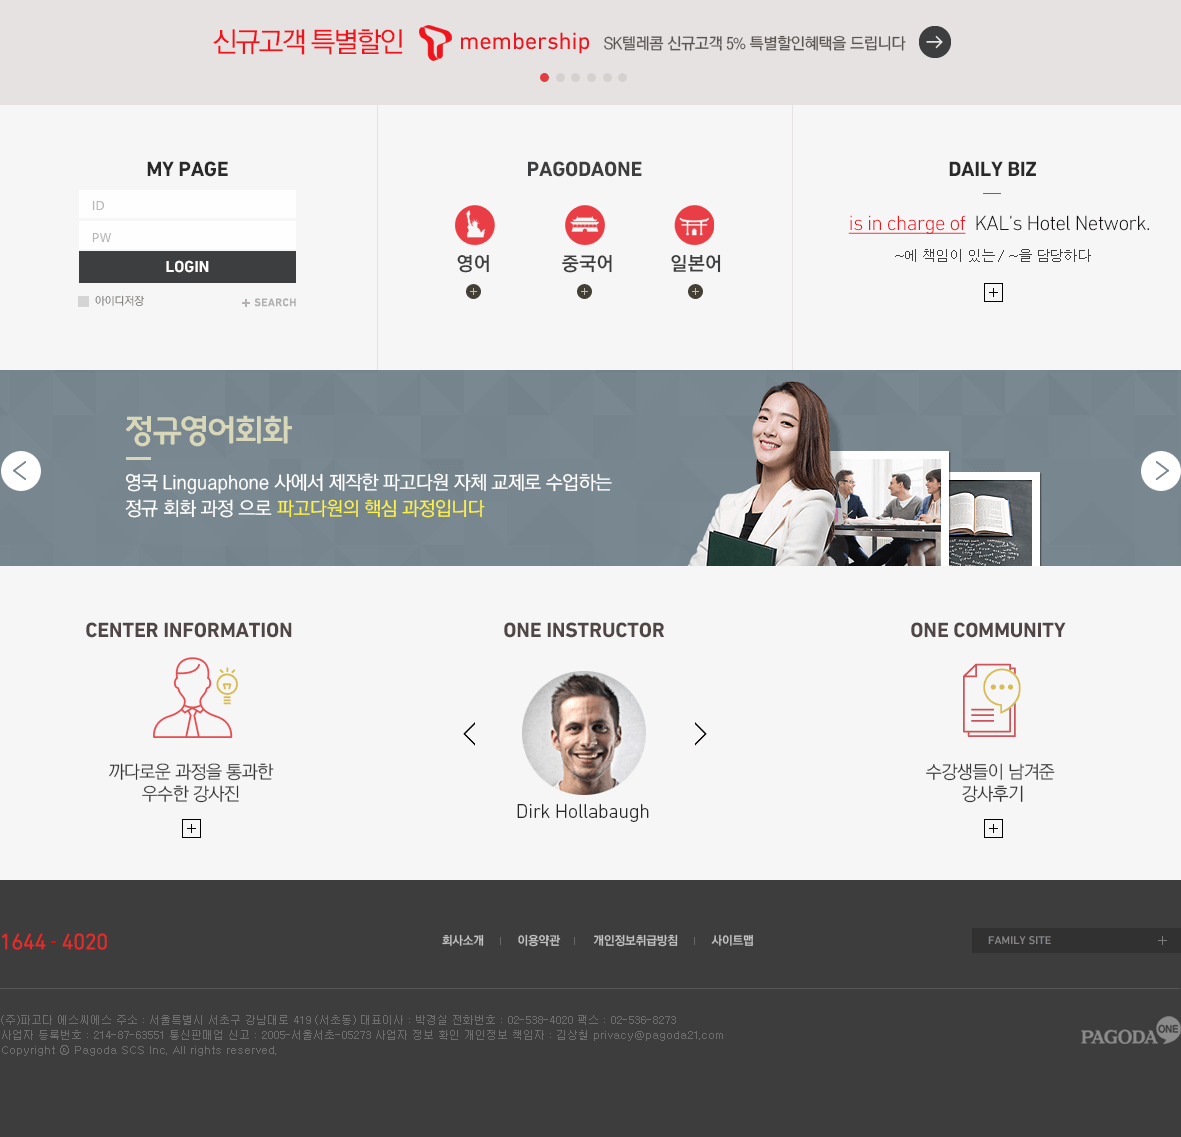 신규고객 특별할인 membership SK텔레콤 신규고객 5% 특별할인혜택을 드립니다
MY PAGE
ID
PW
LOGIN
아이디저장 + SEARCH
PAGODAONE
영어 중국어 일본어
DAILY BIZ
is in charge of KAL's Hotel Network.
~에 책임이 있는 / ~을 담당하다
정규영어회화
영국 Linguaphone 사에서 제작한 파고다원 자체 교제로 수업하는
정규 회화 과정 으로 파고다원의 핵심 과정입니다
CENTER INFORMATION
까다로운 과정을 통과한
우수한 강사진
ONE INSTRUCTOR
Dirk Hollabaugh
ONE COMMUNITY
수강생들이 남겨준
강사후기
1644 - 4020
회사소개 | 이용약관 | 개인정보취급방침 | 사이트맵
FAMILY SITE +
(주)파고다 에스씨에스 주소 : 서울특별시 서초구 강남대로 419 (서초동) 대표이사 : 박경실 전화번호 : 02-538-4020 팩스 : 02-536-8273
사업자 등록번호 : 214-87-63551 통신판매업 신고 : 2005-서울서초-05273 사업자 정보 확인 개인정보 책임자 : 김상철 privacy@pagoda21.com
Copyright ⓒ Pagoda SCS Inc. All rights reserved.
PAGODA ONE